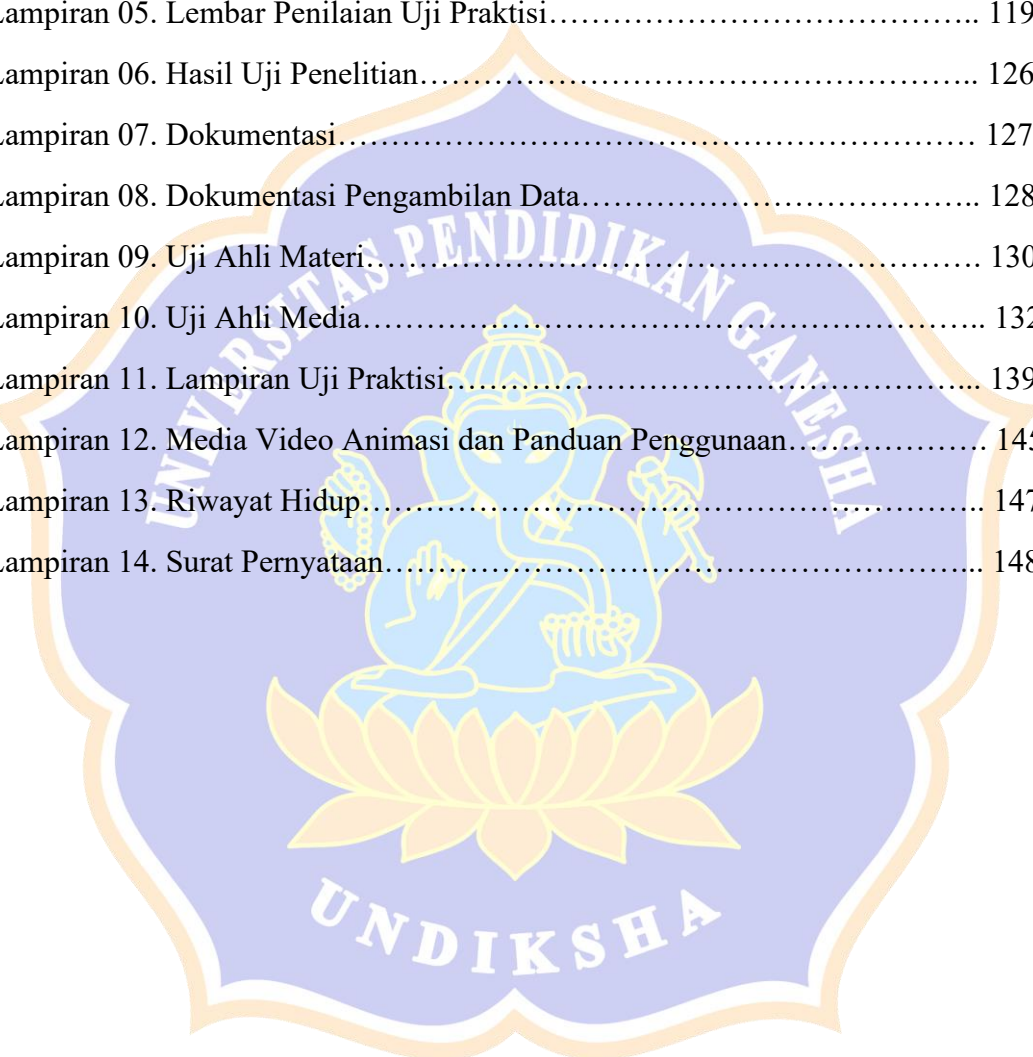 Lampiran 05. Lembar Penilaian Uji Praktisi…………………………………….. 119
Lampiran 06. Hasil Uji Penelitian………………………………………………….. 126
Lampiran 07. Dokumentasi………………………………………………………… 127
Lampiran 08. Dokumentasi Pengambilan Data………………………………….. 128
Lampiran 09. Uji Ahli Materi………………………………………………………. 130
Lampiran 10. Uji Ahli Media……………………………………………………….. 132
Lampiran 11. Lampiran Uji Praktisi………………………………………………... 139
Lampiran 12. Media Video Animasi dan Panduan Penggunaan………………. 145
Lampiran 13. Riwayat Hidup……………………………………………………….. 147
Lampiran 14. Surat Pernyataan……………………………………………………... 148
UNIVERSITAS PENDIDIKAN GANESHA
UNDIKSHA